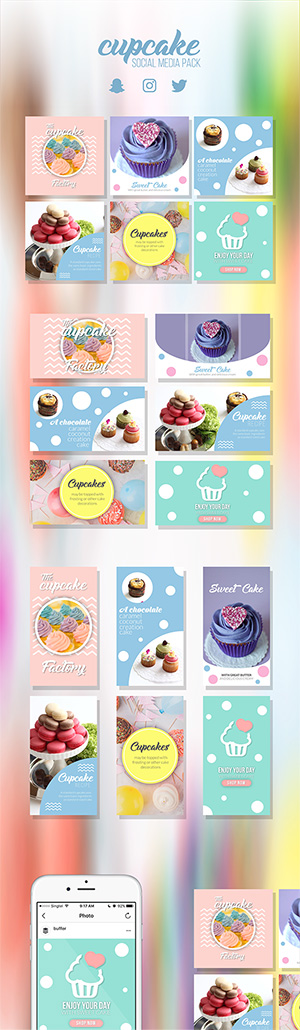 cupcake
SOCIAL MEDIA PACK
The
cupcake
Factory
Sweet Cake
A chocolate
caramel
coconut
creation
cake
Cupcake
RECIPE
Cupcakes
may be topped with
frosting or other cake
decorations
ENJOY YOUR DAY
SHOP NOW
The
cupcake
Factory
Sweet Cake
A chocolate
caramel
coconut
creation
cake
Cupcake
RECIPE
Cupcakes
may be topped with
frosting or other cake
decorations
ENJOY YOUR DAY
SHOP NOW
The
cupcake
Factory
A chocolate
caramel
coconut
creation
cake
Sweet Cake
WITH GREAT BUTTER
Cupcake
RECIPE
Cupcakes
may be topped with
frosting or other cake
decorations
ENJOY YOUR DAY
SHOP NOW
Singtel
9:17 AM
92%
Photo
buffer
ENJOY YOUR DAY
SHOP NOW
The
cupcake
Factory
Cupcake